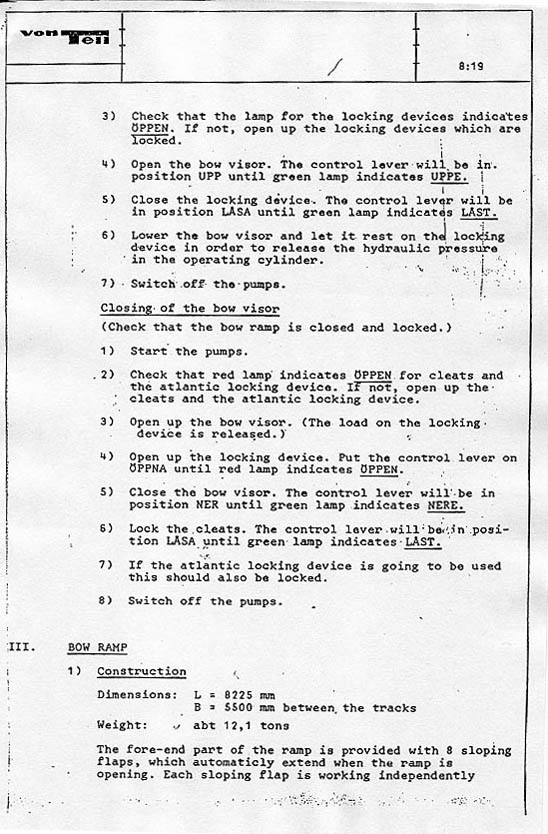 von
Tell
8:19
3) Check that the lamp for the locking devices indicates
ÖPPEN. If not, open up the locking devices which are
locked.
4) Open the bow visor. The control lever will be in
position UPP until green lamp indicates UPPE.
5) Close the locking device. The control lever will be
in position LÅSA until green lamp indicates LÅST.
6) Lower the bow visor and let it rest on the locking
device in order to release the hydraulic pressure
in the operating cylinder.
7) Switch off the pumps.
Closing of the bow visor
(Check that the bow ramp is closed and locked.)
1) Start the pumps.
2) Check that red lamp indicates ÖPPEN for cleats and
the atlantic locking device. If not, open up the
cleats and the atlantic locking device.
3) Open up the bow visor. (The load on the locking
device is released.)
4) Open up the locking device. Put the control lever on
ÖPPNA until red lamp indicates ÖPPEN.
5) Close the bow visor. The control lever will be in
position NER until green lamp indicates NERE.
6) Lock the cleats. The control lever will be in posi-
tion LÅSA until green lamp indicates LÅST.
7) If the atlantic locking device is going to be used
this should also be locked.
8) Switch off the pumps.
III. BOW RAMP
1) Construction
Dimensions: L = 8225 mm
B = 5500 mm between the tracks
Weight: abt 12,1 tons
The fore-end part of the ramp is provided with 8 sloping
flaps, which automaticly extend when the ramp is
opening. Each sloping flap is working independently